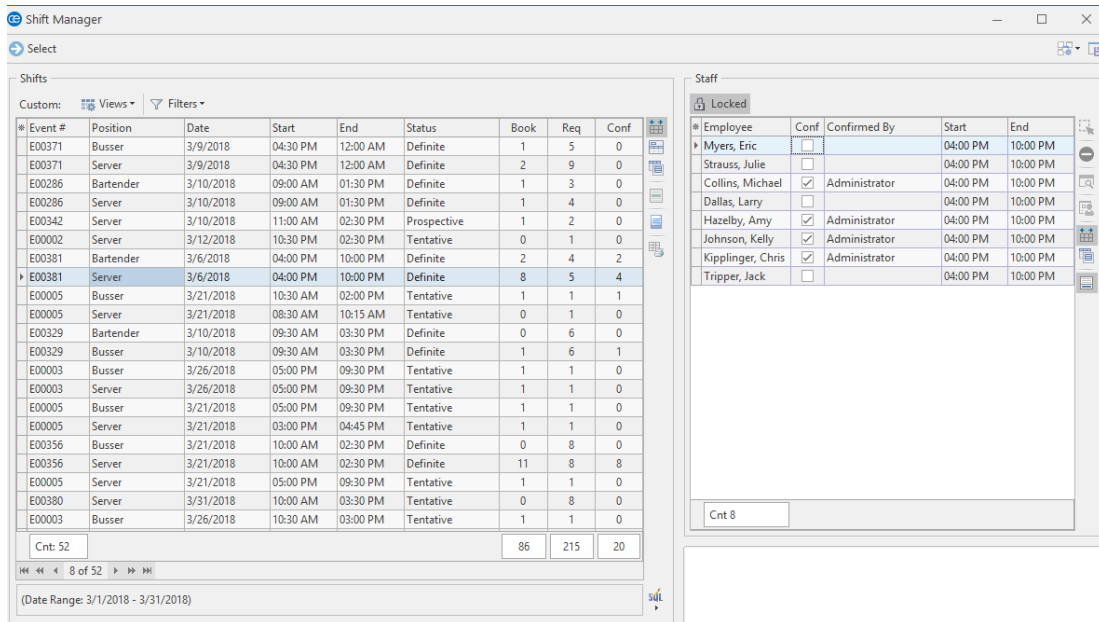 Shift Manager
Select
Shifts
Custom: Views Filters
* Event # Position Date Start End Status Book Req Conf
E00371 Busser 3/9/2018 04:30 PM 12:00 AM Definite 1 5 0
E00371 Server 3/9/2018 04:30 PM 12:00 AM Definite 2 9 0
E00286 Bartender 3/10/2018 09:00 AM 01:30 PM Definite 1 3 0
E00286 Server 3/10/2018 09:00 AM 01:30 PM Definite 1 4 0
E00342 Server 3/10/2018 11:00 AM 02:30 PM Prospective 1 2 0
E00002 Server 3/12/2018 10:30 PM 02:30 PM Tentative 0 1 0
E00381 Bartender 3/6/2018 04:00 PM 10:00 PM Definite 2 4 2
E00381 Server 3/6/2018 04:00 PM 10:00 PM Definite 8 5 4
E00005 Busser 3/21/2018 10:30 AM 02:00 PM Tentative 1 1 1
E00005 Server 3/21/2018 08:30 AM 10:15 AM Tentative 0 1 0
E00329 Bartender 3/10/2018 09:30 AM 03:30 PM Definite 0 6 0
E00329 Busser 3/10/2018 09:30 AM 03:30 PM Definite 1 6 1
E00003 Busser 3/26/2018 05:00 PM 09:30 PM Tentative 1 1 0
E00003 Server 3/26/2018 05:00 PM 09:30 PM Tentative 1 1 0
E00005 Busser 3/21/2018 05:00 PM 09:30 PM Tentative 1 1 0
E00005 Server 3/21/2018 03:00 PM 04:45 PM Tentative 1 1 0
E00356 Busser 3/21/2018 10:00 AM 02:30 PM Definite 0 8 0
E00356 Server 3/21/2018 10:00 AM 02:30 PM Definite 11 8 8
E00005 Server 3/21/2018 05:00 PM 09:30 PM Tentative 1 1 0
E00380 Server 3/31/2018 10:00 AM 03:30 PM Tentative 0 8 0
E00003 Busser 3/26/2018 10:30 AM 03:00 PM Tentative 1 1 0
Cnt: 52 86 215 20
8 of 52
(Date Range: 3/1/2018 - 3/31/2018)
SQL
Staff
Locked
* Employee Conf Confirmed By Start End
Myers, Eric 04:00 PM 10:00 PM
Strauss, Julie 04:00 PM 10:00 PM
Collins, Michael Administrator 04:00 PM 10:00 PM
Dallas, Larry 04:00 PM 10:00 PM
Hazelby, Amy Administrator 04:00 PM 10:00 PM
Johnson, Kelly Administrator 04:00 PM 10:00 PM
Kipplinger, Chris Administrator 04:00 PM 10:00 PM
Tripper, Jack 04:00 PM 10:00 PM
Cnt 8